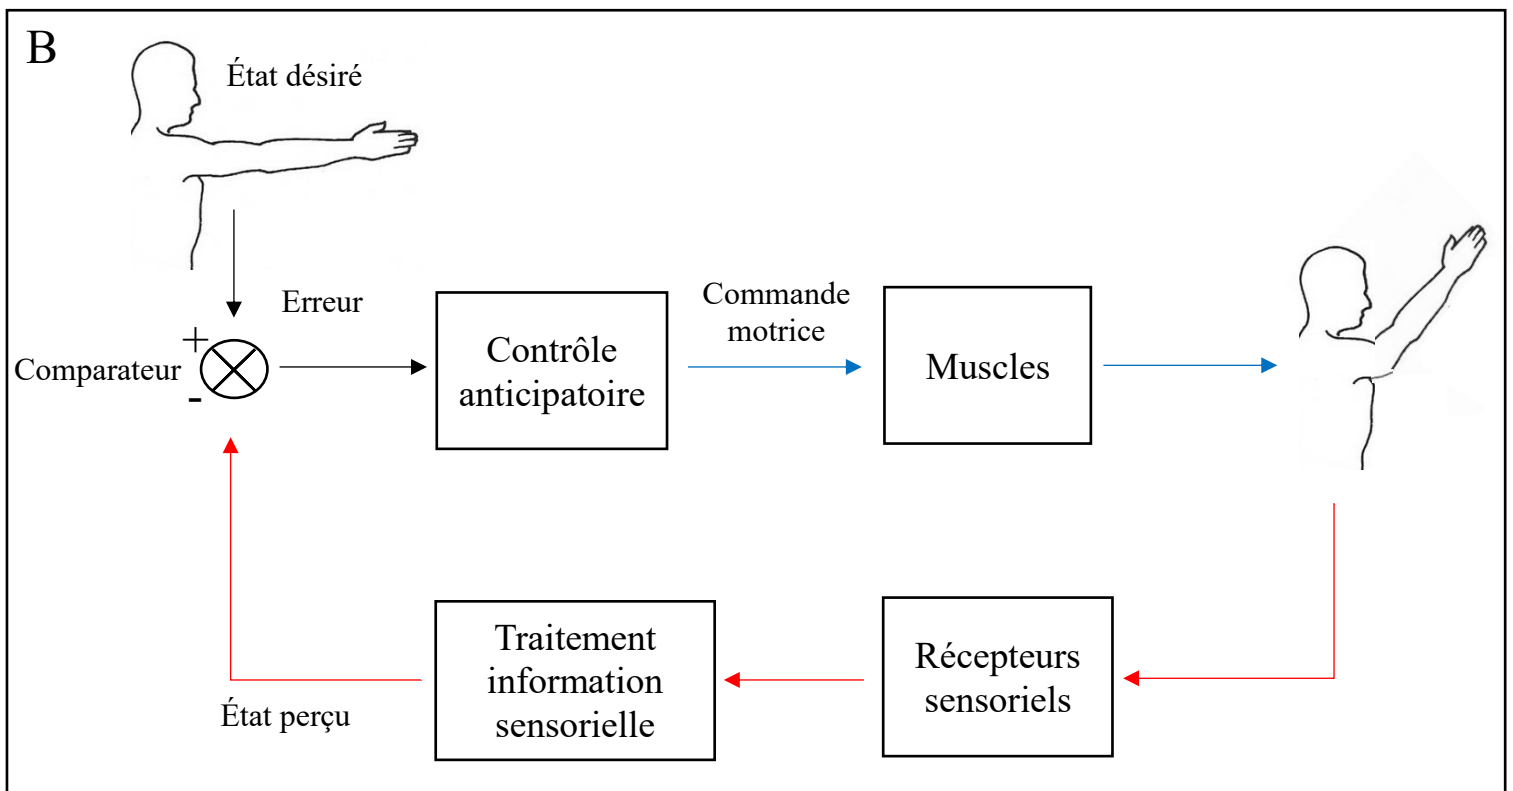 B
État désiré
Erreur
Commande
motrice
+
Comparateur
-
Contrôle
anticipatoire
Muscles
Traitement
information
sensorielle
Récepteurs
sensoriels
État perçu